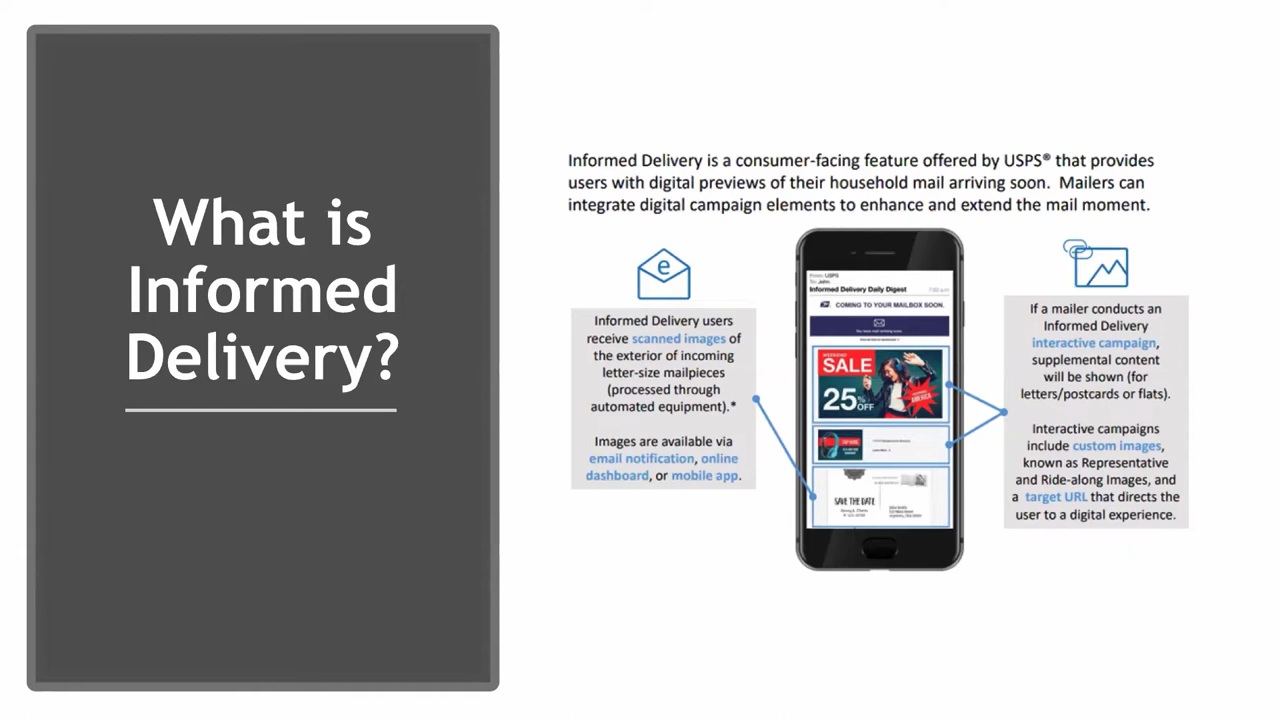 What is
Informed
Delivery?
Informed Delivery is a consumer-facing feature offered by USPS® that provides
users with digital previews of their household mail arriving soon. Mailers can
integrate digital campaign elements to enhance and extend the mail moment.
e
Informed Delivery users
receive scanned images of
the exterior of incoming
letter-size mailpieces
(processed through
automated equipment).*
Images are available via
email notification, online
dashboard, or mobile app.
From: USPS
To: John
Informed Delivery Daily Digest
COMING TO YOUR MAILBOX SOON.
WEEKEND
SALE
25% OFF
SAVE THE DATE
If a mailer conducts an
Informed Delivery
interactive campaign,
supplemental content
will be shown (for
letters/postcards or flats).
Interactive campaigns
include custom images,
known as Representative
and Ride-along Images, and
a target URL that directs the
user to a digital experience.